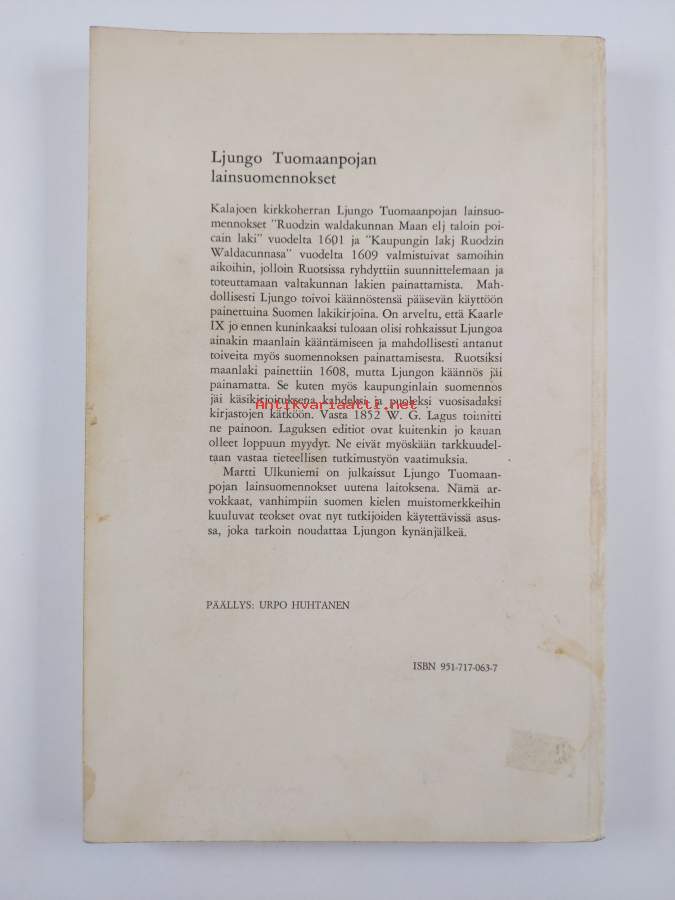 Ljungo Tuomaanpojan
lainsuomennokset
Kalajoen kirkkoherran Ljungo Tuomaanpojan lainsuo-
mennokset "Ruodzin waldakunnan Maan elj taloin poi-
cain laki" vuodelta 1601 ja "Kaupungin lakj Ruodzin
Waldacunnasa" vuodelta 1609 valmistuivat samoihin
aikoihin, jolloin Ruotsissa ryhdyttiin suunnittelemaan ja
toteuttamaan valtakunnan lakien painattamista. Mah-
dollisesti Ljungo toivoi käännöstensä pääsevän käyttöön
painettuina Suomen lakikirjoina. On arveltu, että Kaarle
IX jo ennen kuninkaaksi tuloaan olisi rohkaissut Ljungoa
ainakin maanlain kääntämiseen ja mahdollisesti antanut
toiveita myös suomennoksen painattamisesta. Ruotsiksi
maanlaki painettiin 1608, mutta Ljungon käännös jäi
painamatta. Se kuten myös kaupunginlain suomennos
jäi käsikirjoituksena kahdeksi ja puoleksi vuosisadaksi
Antikvariaatti.net
kirjastojen kätköön. Vasta 1852 W. G. Lagus toimitti
ne painoon. Laguksen editiot ovat kuitenkin jo kauan
olleet loppuun myydyt. Ne eivät myöskään tarkkuudel-
taan vastaa tieteellisen tutkimustyön vaatimuksia.
Martti Ulkuniemi on julkaissut Ljungo Tuomaan-
pojan lainsuomennokset uutena laitoksena. Nämä ar-
vokkaat, vanhimpiin suomen kielen muistomerkkeihin
kuuluvat teokset ovat nyt tutkijoiden käytettävissä asus-
sa, joka tarkoin noudattaa Ljungon kynänjälkeä.
PÄÄLLYS: URPO HUHTANEN
ISBN 951-717-063-7